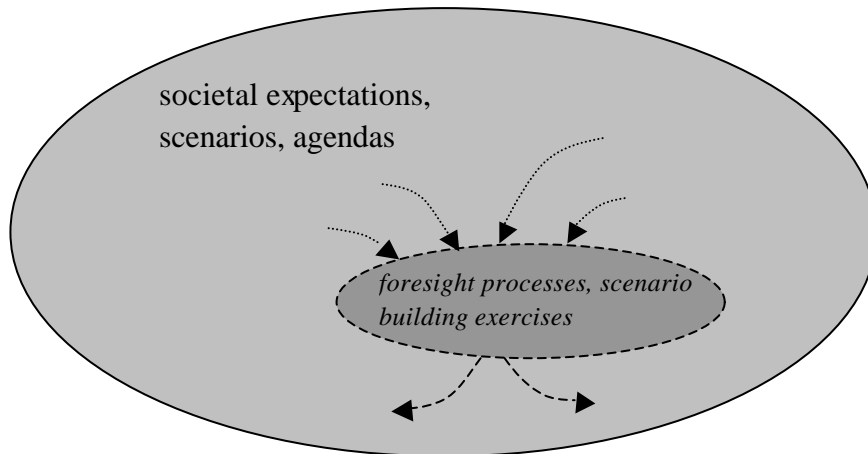 societal expectations,
scenarios, agendas
foresight processes, scenario
building exercises